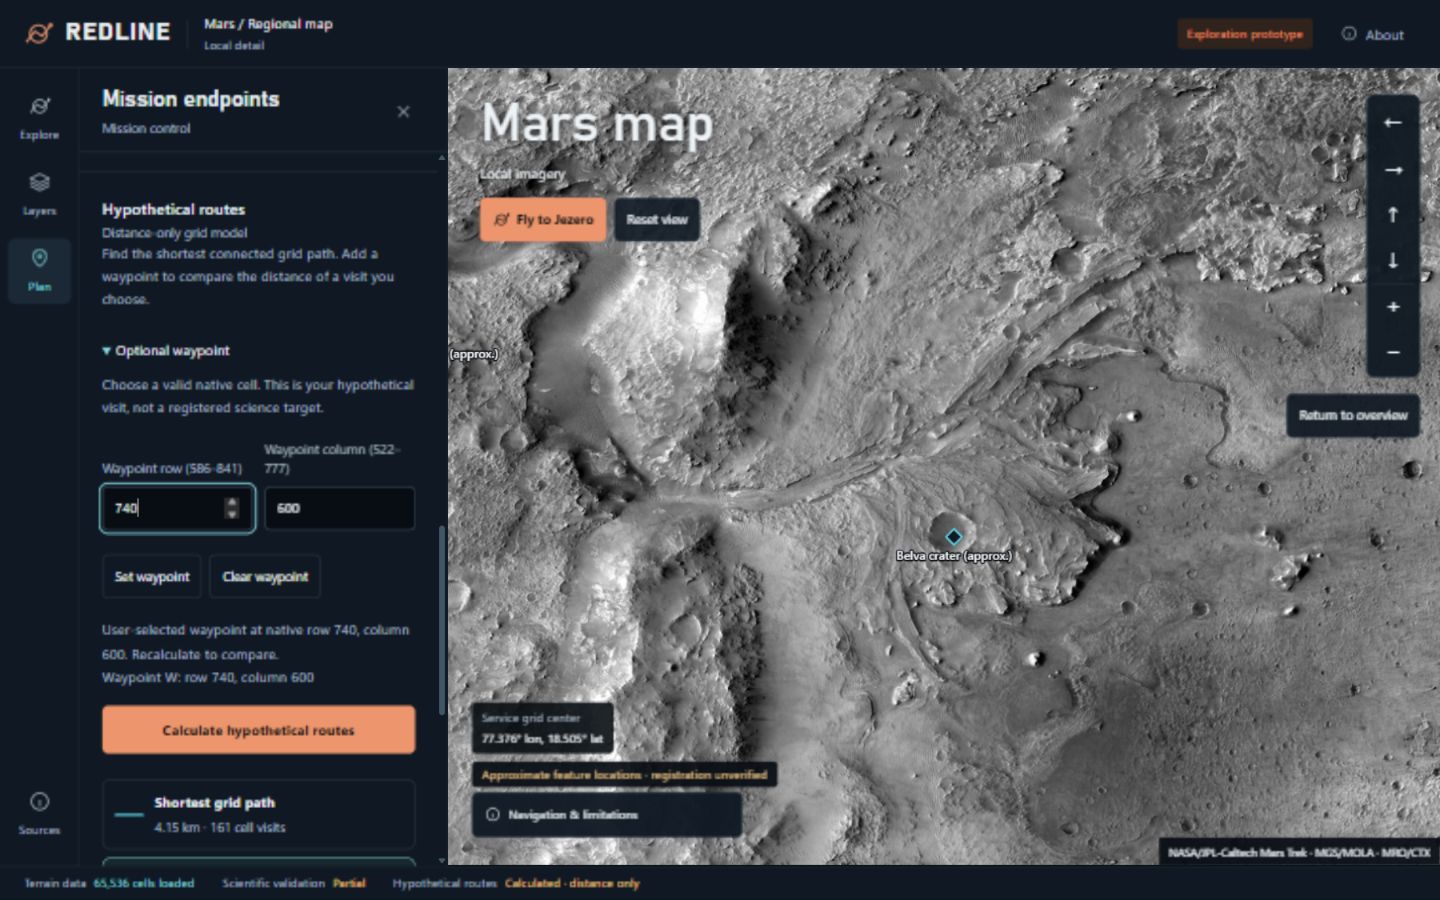 REDLINE
Mars / Regional map
Local detail
Exploration prototype
About
Explore
Layers
Plan
Sources
Mission endpoints
Mission control
Hypothetical routes
Distance-only grid model
Find the shortest connected grid path. Add a
waypoint to compare the distance of a visit you
choose.
Optional waypoint
Choose a valid native cell. This is your hypothetical
visit, not a registered science target.
Waypoint row (586-841)
Waypoint column (522-
777)
740
600
Set waypoint
Clear waypoint
User-selected waypoint at native row 740, column
600. Recalculate to compare.
Waypoint W: row 740, column 600
Calculate hypothetical routes
Shortest grid path
4.15 km · 161 cell visits
Mars map
Local imagery
Fly to Jezero
Reset view
(approx.)
Return to overview
Belva crater (approx.)
Service grid center
77.376° lon, 18.505° lat
Approximate feature locations · registration unverified
Navigation & limitations
NASA/JPL-Caltech Mars Trek · MGS/MOLA · MRO/CTX
Terrain data 65,536 cells loaded
Scientific validation Partial
Hypothetical routes Calculated · distance only